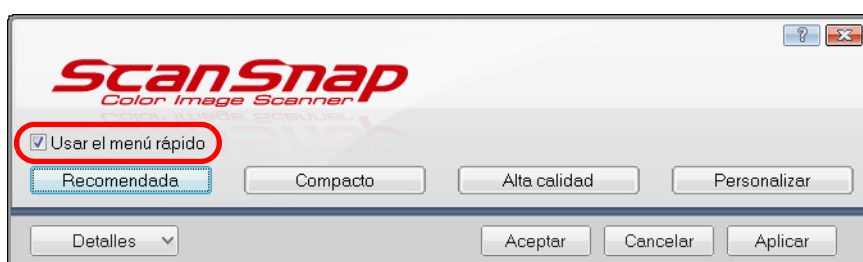 ScanSnap
Color Image Scanner
Usar el menú rápido
Recomendada Compacto Alta calidad Personalizar
Detalles Aceptar Cancelar Aplicar